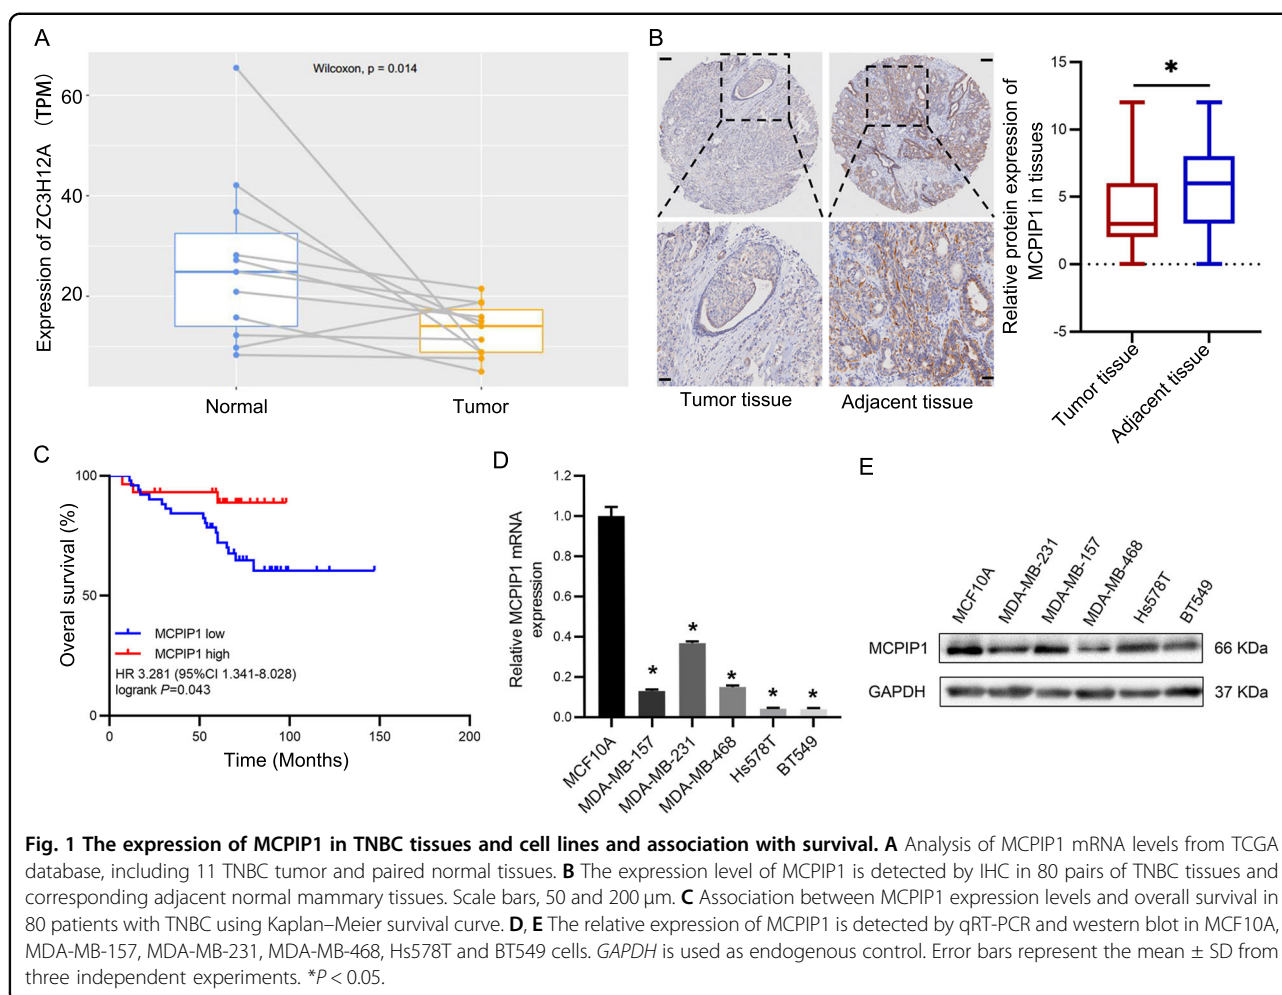 A
Expression of ZC3H12A (TPM)
60
40
20
Wilcoxon, p = 0.014
Normal
Tumor
B
Tumor tissue
Adjacent tissue
Relative protein expression of
MCPIP1 in tissues
15
10
5
0
-5
*
Tumor tissue
Adjacent tissue
C
Overal survival (%)
100
50
0
MCPIP1 low
MCPIP1 high
HR 3.281 (95%CI 1.341-8.028)
logrank P=0.043
0
50
100
150
200
Time (Months)
D
Relative MCPIP1 mRNA
expression
1.2
1.0
0.8
0.6
0.4
0.2
0.0
*
*
*
*
*
MCF10A
MDA-MB-157
MDA-MB-231
MDA-MB-468
Hs578T
BT549
E
MCF10A
MDA-MB-231
MDA-MB-157
MDA-MB-468
Hs578T
BT549
MCPIP1
66 KDa
GAPDH
37 KDa
Fig. 1 The expression of MCPIP1 in TNBC tissues and cell lines and association with survival. A Analysis of MCPIP1 mRNA levels from TCGA
database, including 11 TNBC tumor and paired normal tissues. B The expression level of MCPIP1 is detected by IHC in 80 pairs of TNBC tissues and
corresponding adjacent normal mammary tissues. Scale bars, 50 and 200 μm. C Association between MCPIP1 expression levels and overall survival in
80 patients with TNBC using Kaplan–Meier survival curve. D, E The relative expression of MCPIP1 is detected by qRT-PCR and western blot in MCF10A,
MDA-MB-157, MDA-MB-231, MDA-MB-468, Hs578T and BT549 cells. GAPDH is used as endogenous control. Error bars represent the mean ± SD from
three independent experiments. *P < 0.05.